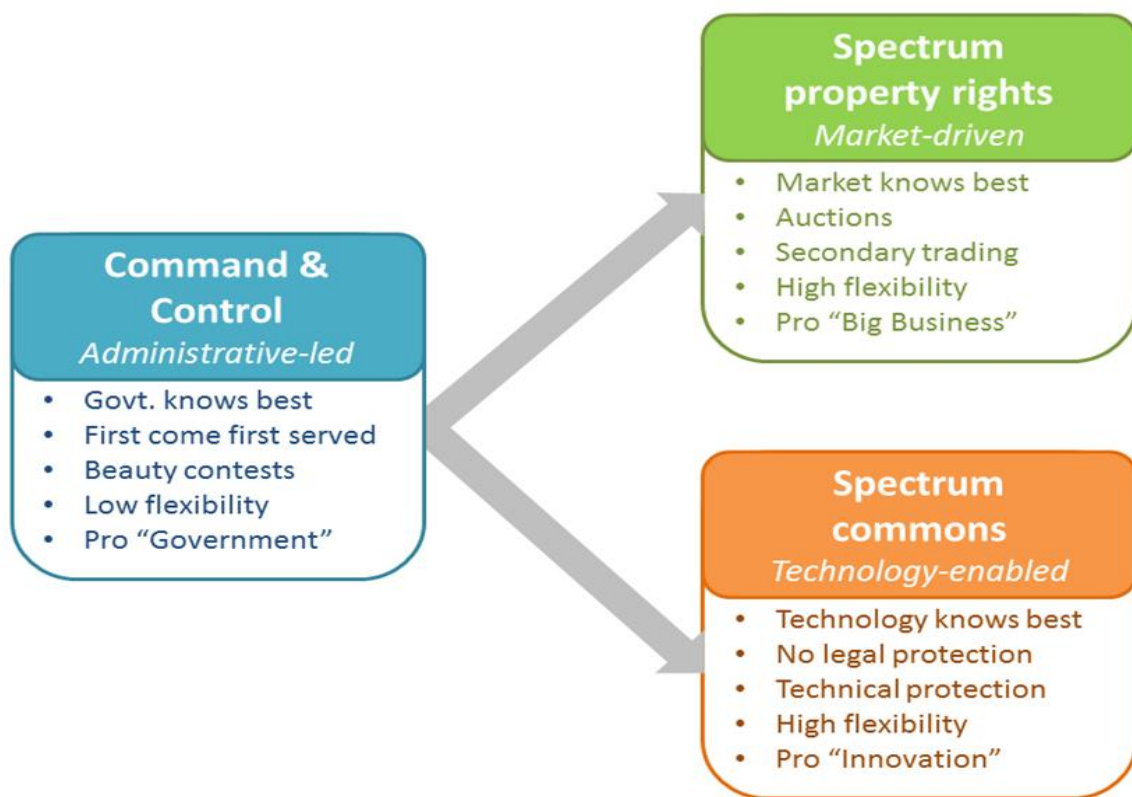 Command &
Control
Administrative-led
• Govt. knows best
• First come first served
• Beauty contests
• Low flexibility
• Pro “Government”
Spectrum
property rights
Market-driven
• Market knows best
• Auctions
• Secondary trading
• High flexibility
• Pro “Big Business”
Spectrum
commons
Technology-enabled
• Technology knows best
• No legal protection
• Technical protection
• High flexibility
• Pro “Innovation”